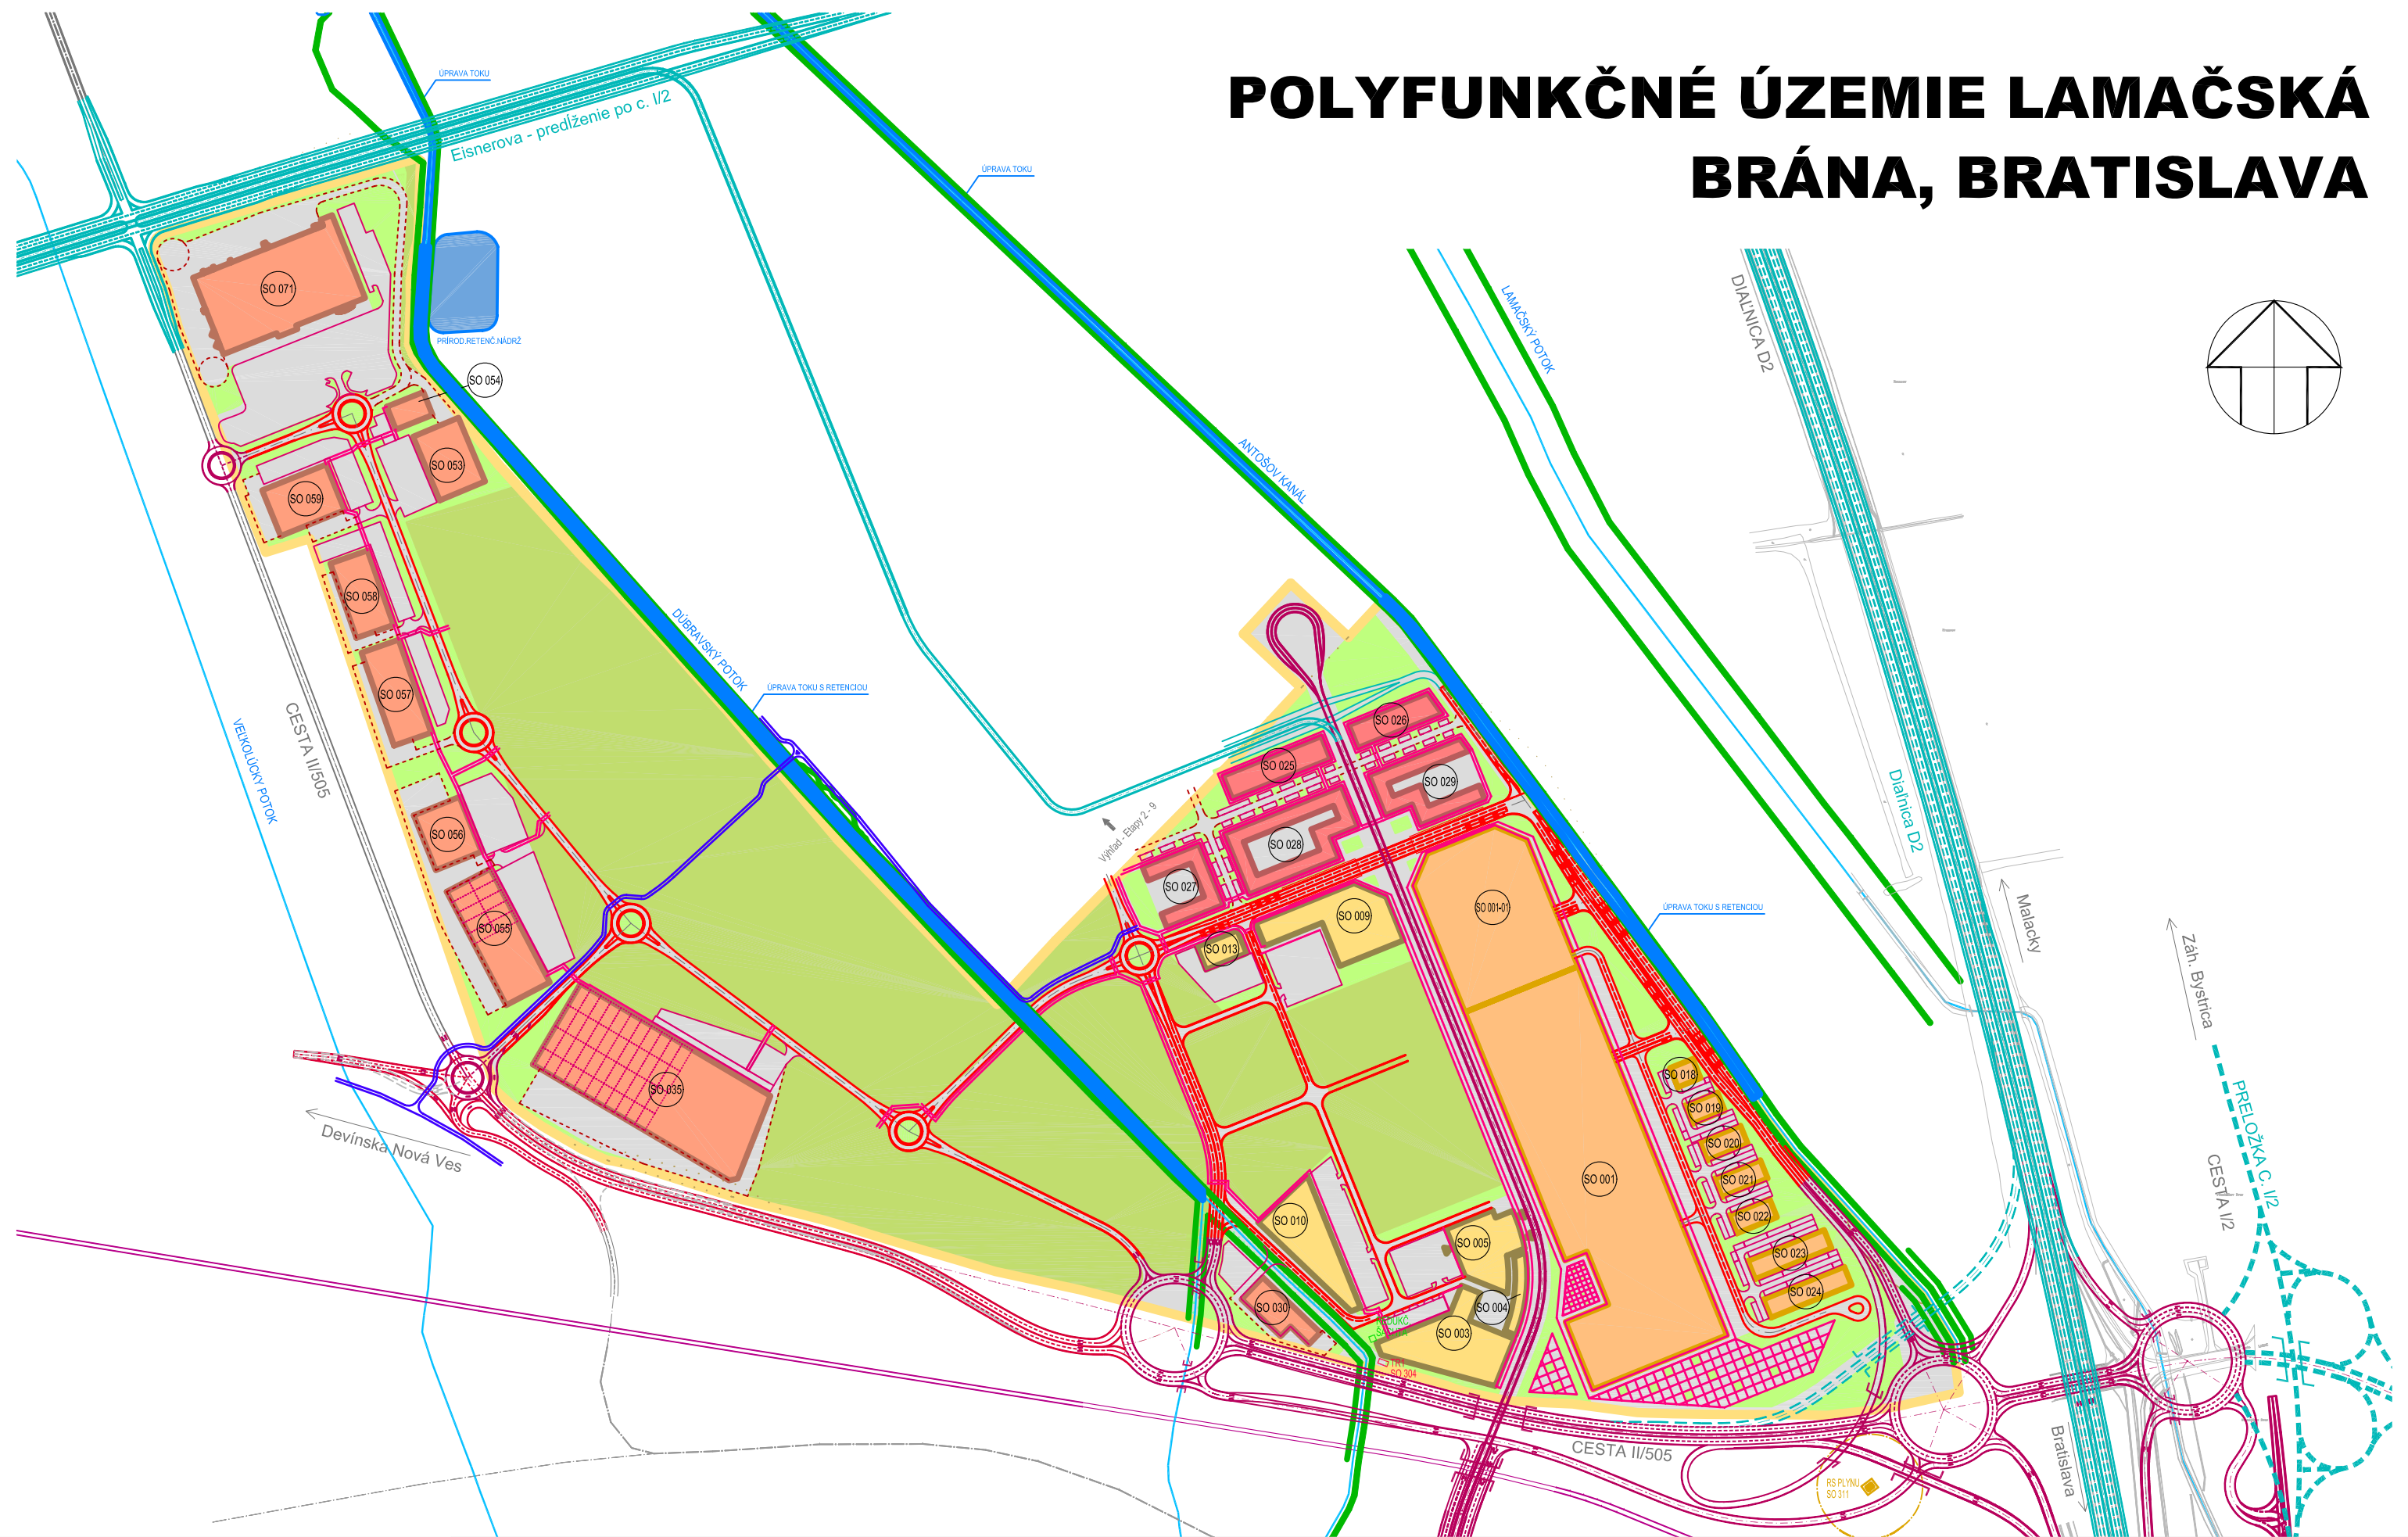 POLYFUNKČNÉ ÚZEMIE LAMAČSKÁ
BRÁNA, BRATISLAVA
ÚPRAVA TOKU
Eisnerova - predĺženie po c. I/2
ÚPRAVA TOKU
LAMAČSKÝ POTOK
DIAĽNICA D2
SO 071
PRÍROD.RETENČ.NÁDRŽ
SO 054
SO 053
SO 059
ANTOŠOV KANÁL
SO 058
DÚBRAVSKÝ POTOK
SO 057
ÚPRAVA TOKU S RETENCIOU
CESTA II/505
VEĽKOLÚCKY POTOK
SO 026
SO 025
SO 029
Diaľnica D2
SO 056
Výhľad - Etapy 2 - 9
SO 028
SO 027
SO 055
SO 009
SO 001-01
ÚPRAVA TOKU S RETENCIOU
SO 013
Malacky
Záh. Bystrica
SO 035
SO 018
SO 019
SO 020
SO 021
SO 022
SO 023
SO 024
SO 001
PRELOŽKA C. I/2
CESTA I/2
Devínska Nová Ves
SO 010
SO 005
SO 030
SO 004
SO 003
SO 304
CESTA II/505
RS PLYNU
SO 311
Bratislava